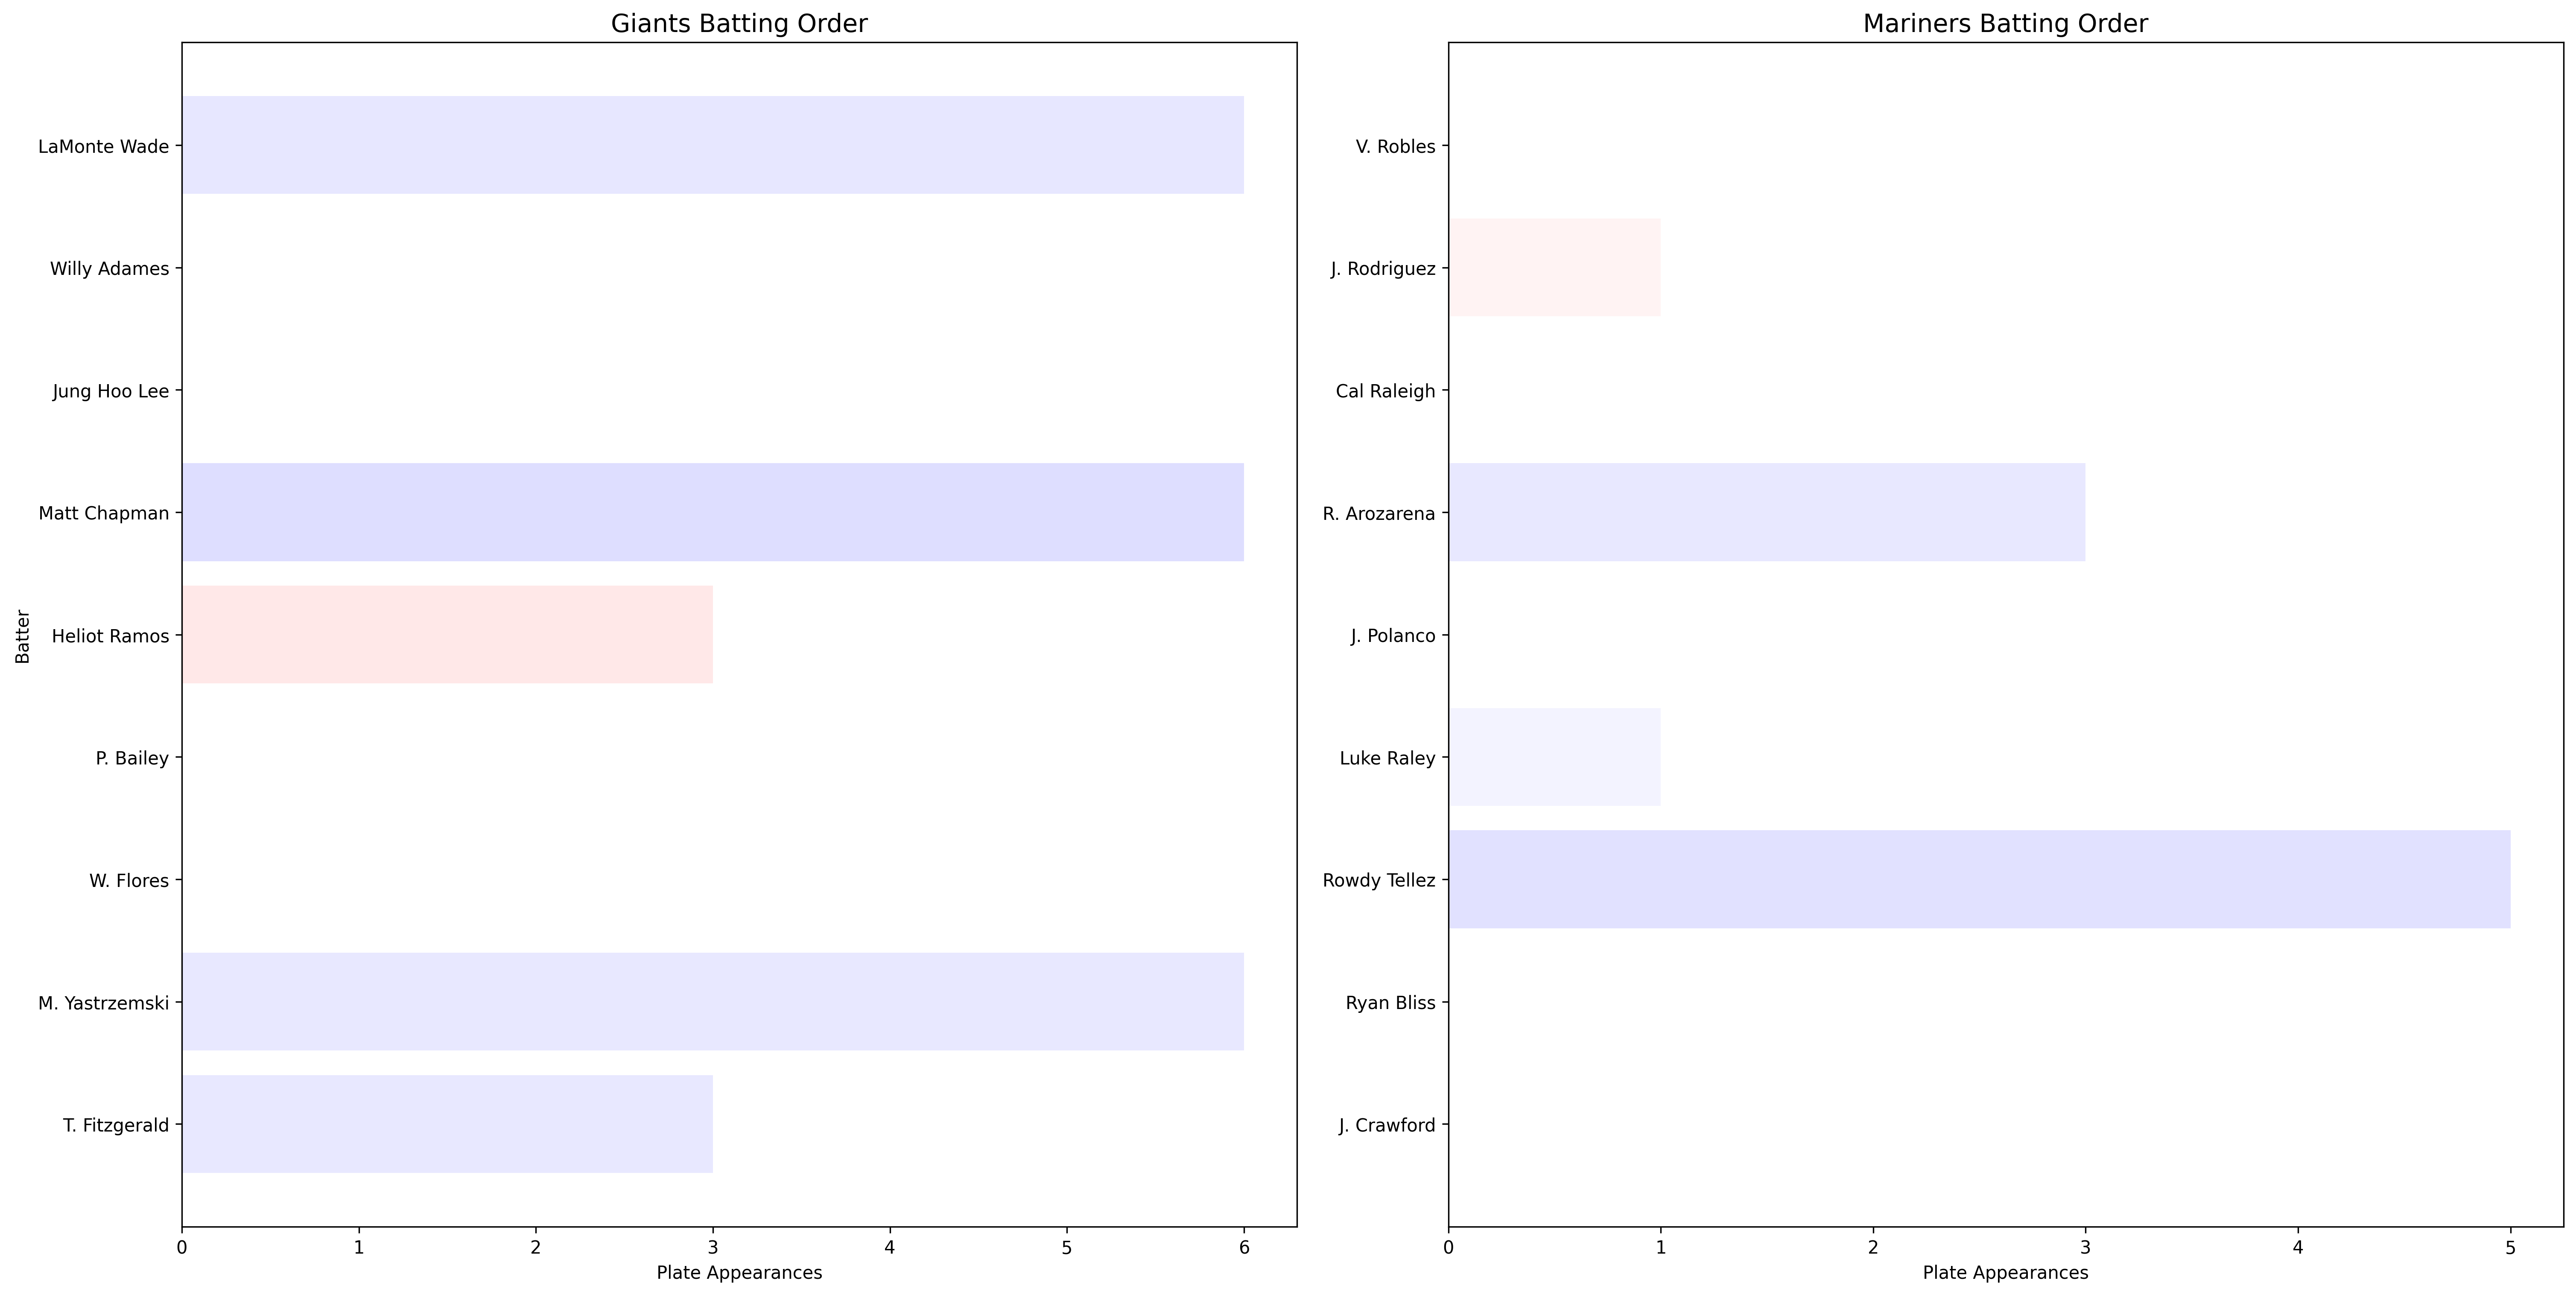 Giants Batting Order
Batter
LaMonte Wade
Willy Adames
Jung Hoo Lee
Matt Chapman
Heliot Ramos
P. Bailey
W. Flores
M. Yastrzemski
T. Fitzgerald
0 1 2 3 4 5 6
Plate Appearances
Mariners Batting Order
V. Robles
J. Rodriguez
Cal Raleigh
R. Arozarena
J. Polanco
Luke Raley
Rowdy Tellez
Ryan Bliss
J. Crawford
0 1 2 3 4 5
Plate Appearances